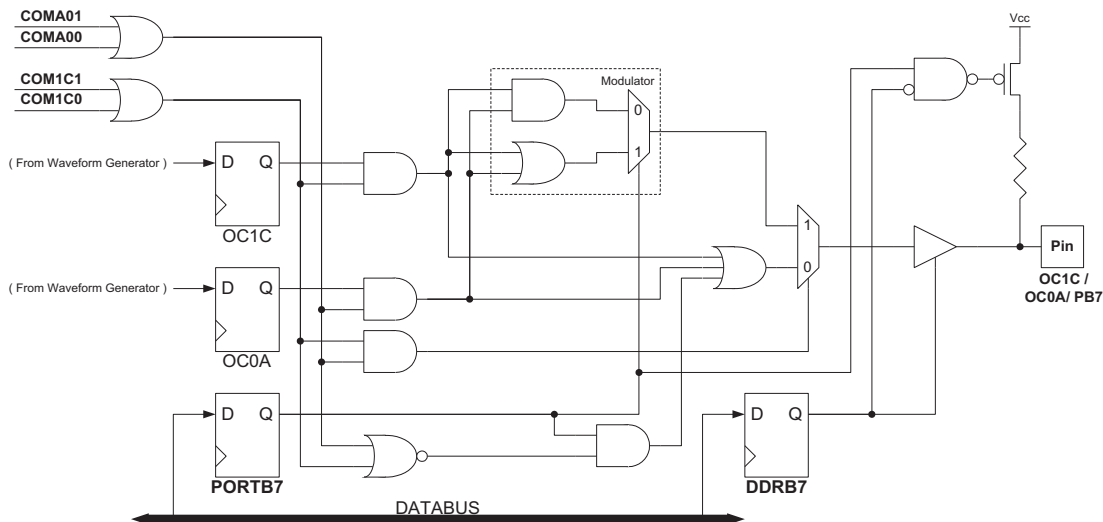 COMA01
COMA00
COM1C1
COM1C0
Vcc
Modulator
0
1
( From Waveform Generator )
D Q
OC1C
1
0
Pin
OC1C /
OC0A/ PB7
( From Waveform Generator )
D Q
OC0A
D Q
PORTB7
D Q
DDRB7
DATABUS